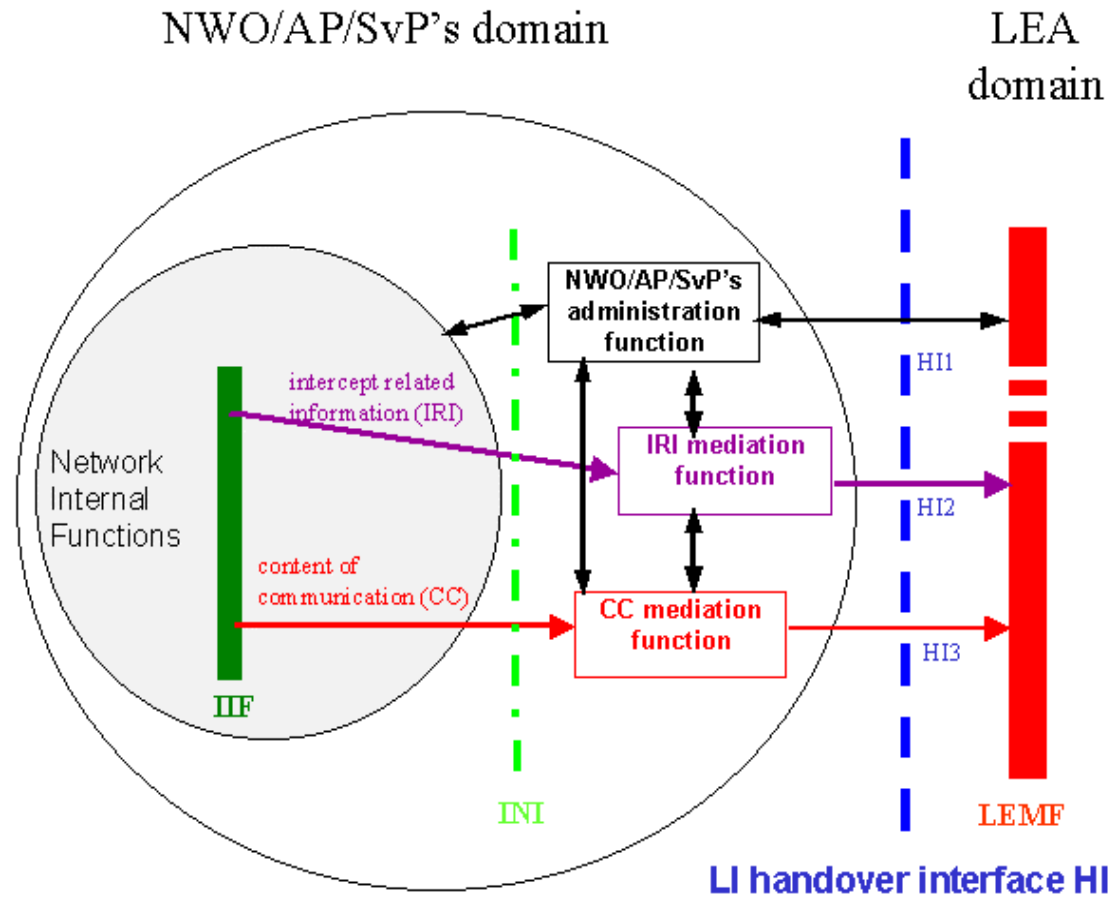 NWO/AP/SvP's domain
LEA
domain
NWO/AP/SvP's
administration
function
HI1
intercept related
information (IRI)
IRI mediation
function
Network
Internal
Functions
HI2
content of
communication (CC)
CC mediation
function
HI3
IIF
INI
LEMF
LI handover interface HI